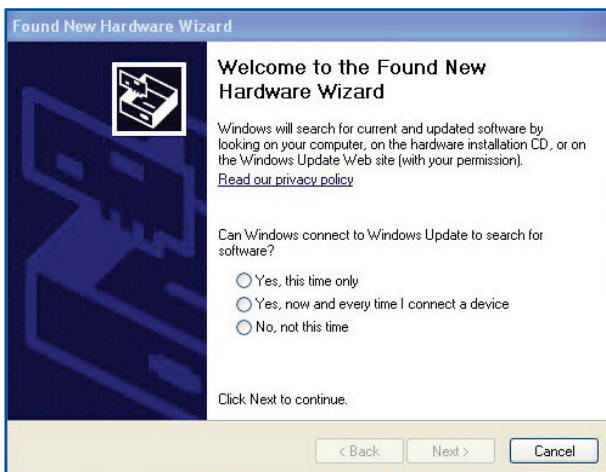 Found New Hardware Wizard
Welcome to the Found New
Hardware Wizard
Windows will search for current and updated software by
looking on your computer, on the hardware installation CD, or on
the Windows Update Web site (with your permission).
Read our privacy policy
Can Windows connect to Windows Update to search for
software?
Yes, this time only
Yes, now and every time I connect a device
No, not this time
Click Next to continue.
< Back Next > Cancel